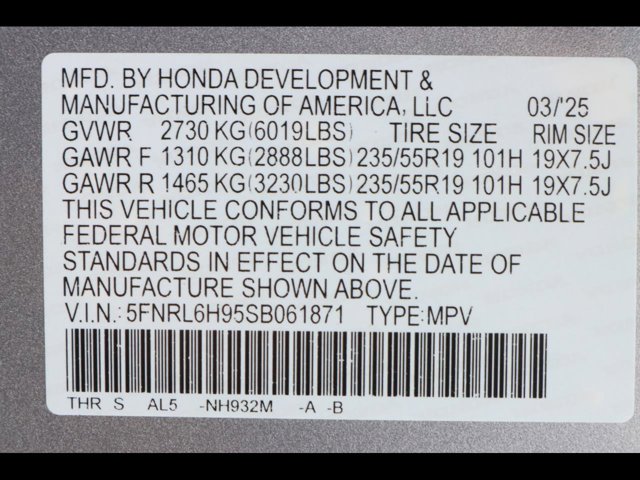 MFD. BY HONDA DEVELOPMENT &
MANUFACTURING OF AMERICA, LLC 03/'25
GVWR 2730 KG(6019LBS) TIRE SIZE RIM SIZE
GAWR F 1310 KG(2888LBS) 235/55R19 101H 19X7.5J
GAWR R 1465 KG(3230LBS) 235/55R19 101H 19X7.5J
THIS VEHICLE CONFORMS TO ALL APPLICABLE
FEDERAL MOTOR VEHICLE SAFETY
STANDARDS IN EFFECT ON THE DATE OF
MANUFACTURE SHOWN ABOVE.
V.I.N.: 5FNRL6H95SB061871 TYPE:MPV
THR S AL5 -NH932M -A -B